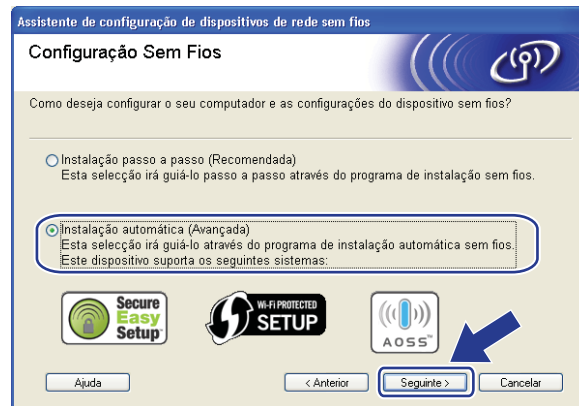 Assistente de configuração de dispositivos de rede sem fios
Configuração Sem Fios
Como deseja configurar o seu computador e as configurações do dispositivo sem fios?
Instalação passo a passo (Recomendada)
Esta selecção irá guiá-lo passo a passo através do programa de instalação sem fios.
Instalação automática (Avançada)
Esta selecção irá guiá-lo através do programa de instalação automática sem fios.
Este dispositivo suporta os seguintes sistemas:
Secure
Easy
Setup™
WI-FI PROTECTED
SETUP
AOSS™
Ajuda
< Anterior
Seguinte >
Cancelar